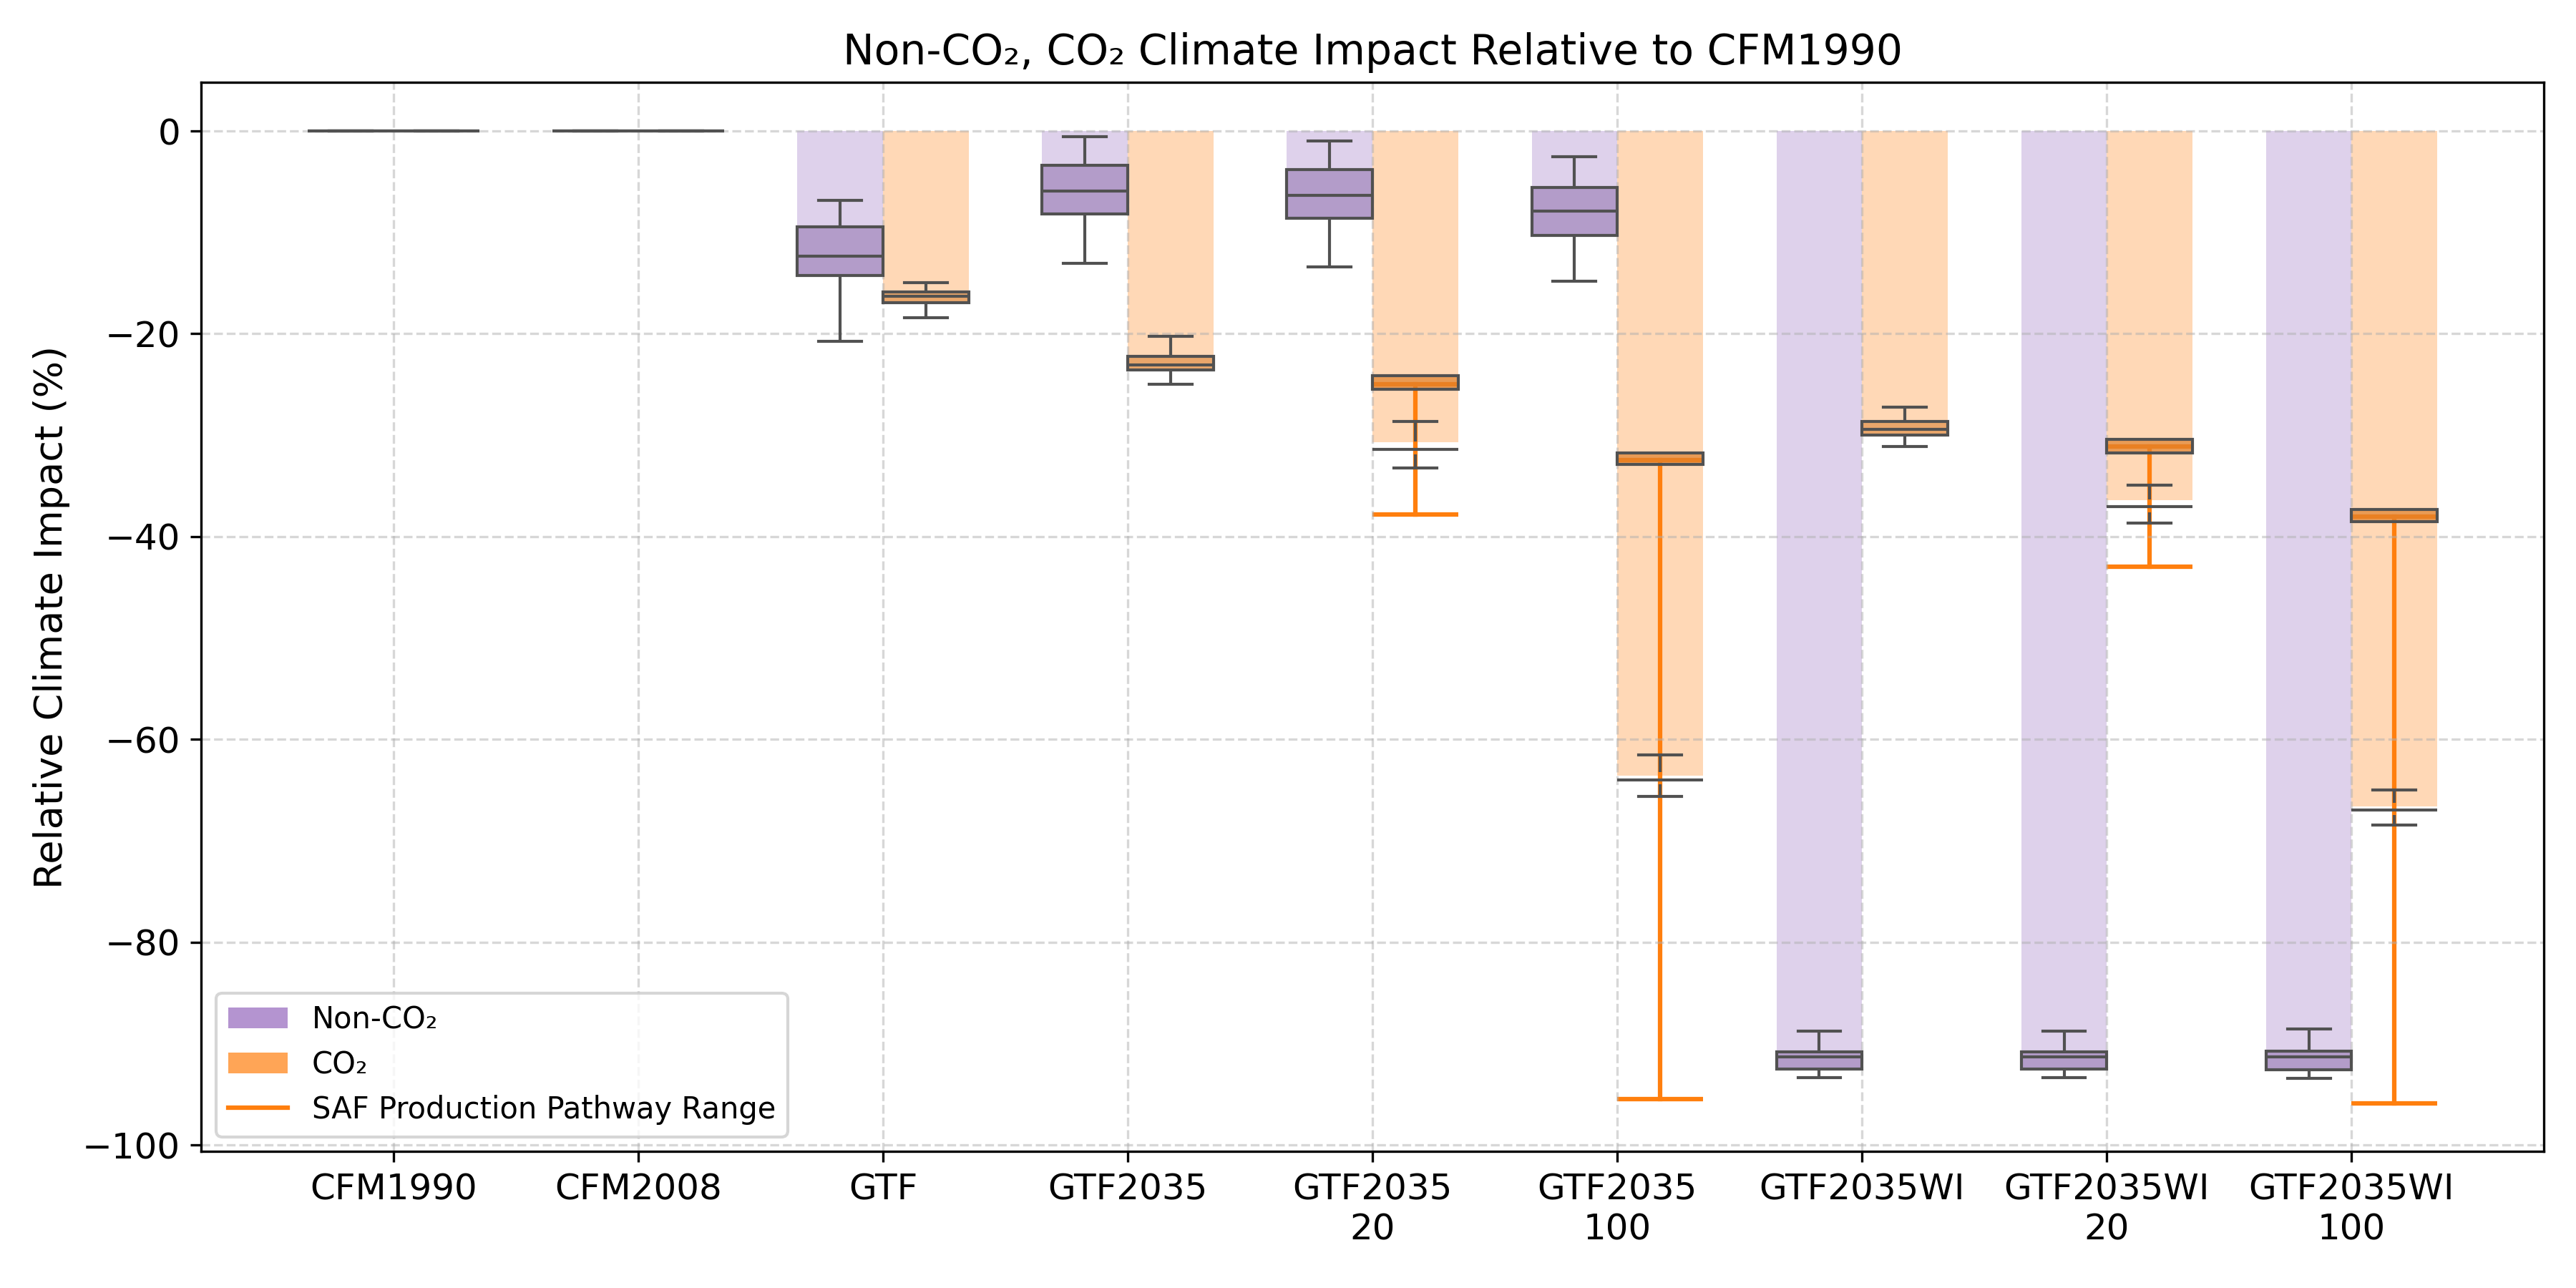 Non-CO₂, CO₂ Climate Impact Relative to CFM1990
Relative Climate Impact (%)
0
−20
−40
−60
−80
−100
Non-CO₂
CO₂
SAF Production Pathway Range
CFM1990
CFM2008
GTF
GTF2035
GTF2035
20
GTF2035
100
GTF2035WI
GTF2035WI
20
GTF2035WI
100